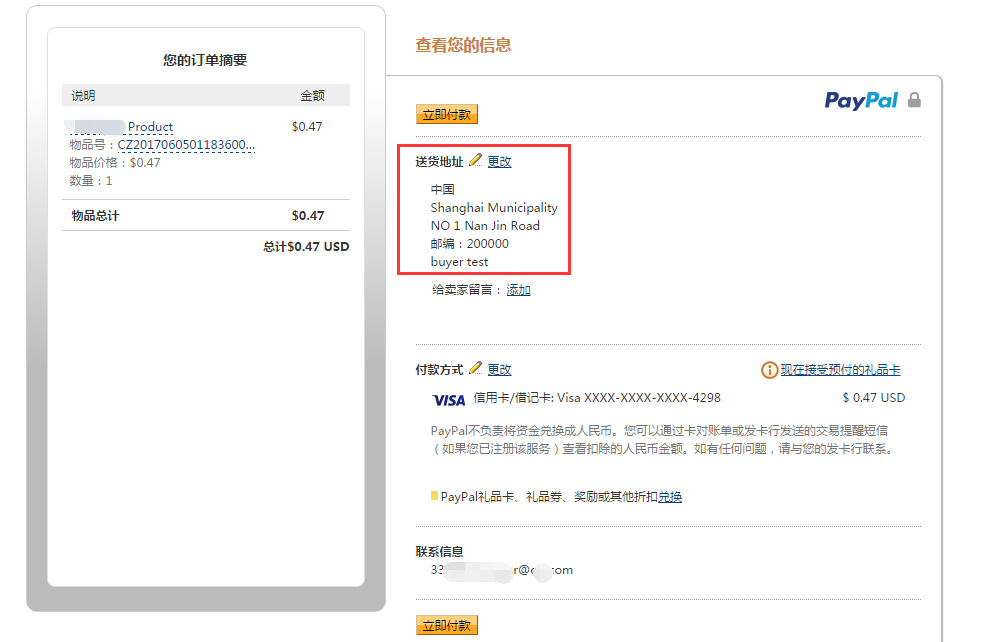 您的订单摘要
说明 金额
Product $0.47
物品号：CZ2017060501183600...
物品价格：$0.47
数量：1
物品总计 $0.47
总计$0.47 USD
查看您的信息
PayPal
立即付款
送货地址 更改
中国
Shanghai Municipality
NO 1 Nan Jin Road
邮编：200000
buyer test
给卖家留言： 添加
付款方式 更改 现在接受预付的礼品卡
VISA 信用卡/借记卡: Visa XXXX-XXXX-XXXX-4298 $ 0.47 USD
PayPal不负责将资金兑换成人民币。您可以通过卡对账单或发卡行发送的交易提醒短信
（如果您已注册该服务）查看扣除的人民币金额。如有任何问题，请与您的发卡行联系。
PayPal礼品卡、礼品券、奖励或其他折扣兑换
联系信息
33 r@ .com
立即付款